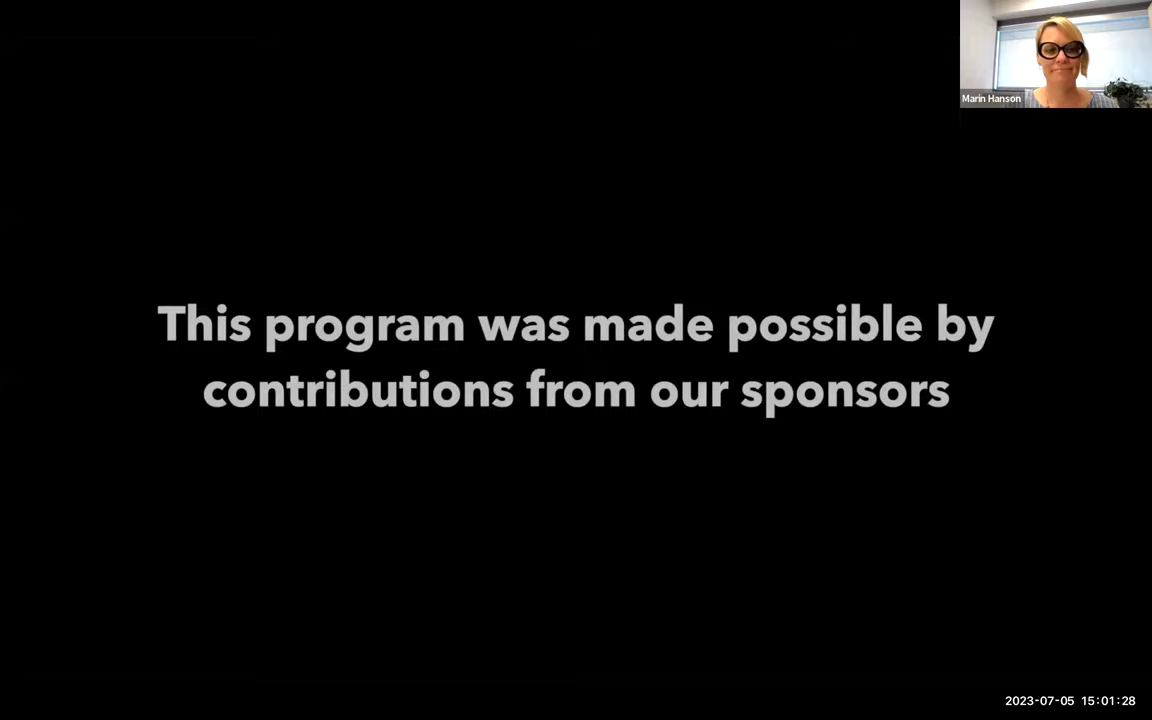 Marin Hanson
This program was made possible by
contributions from our sponsors
2023-07-05 15:01:28